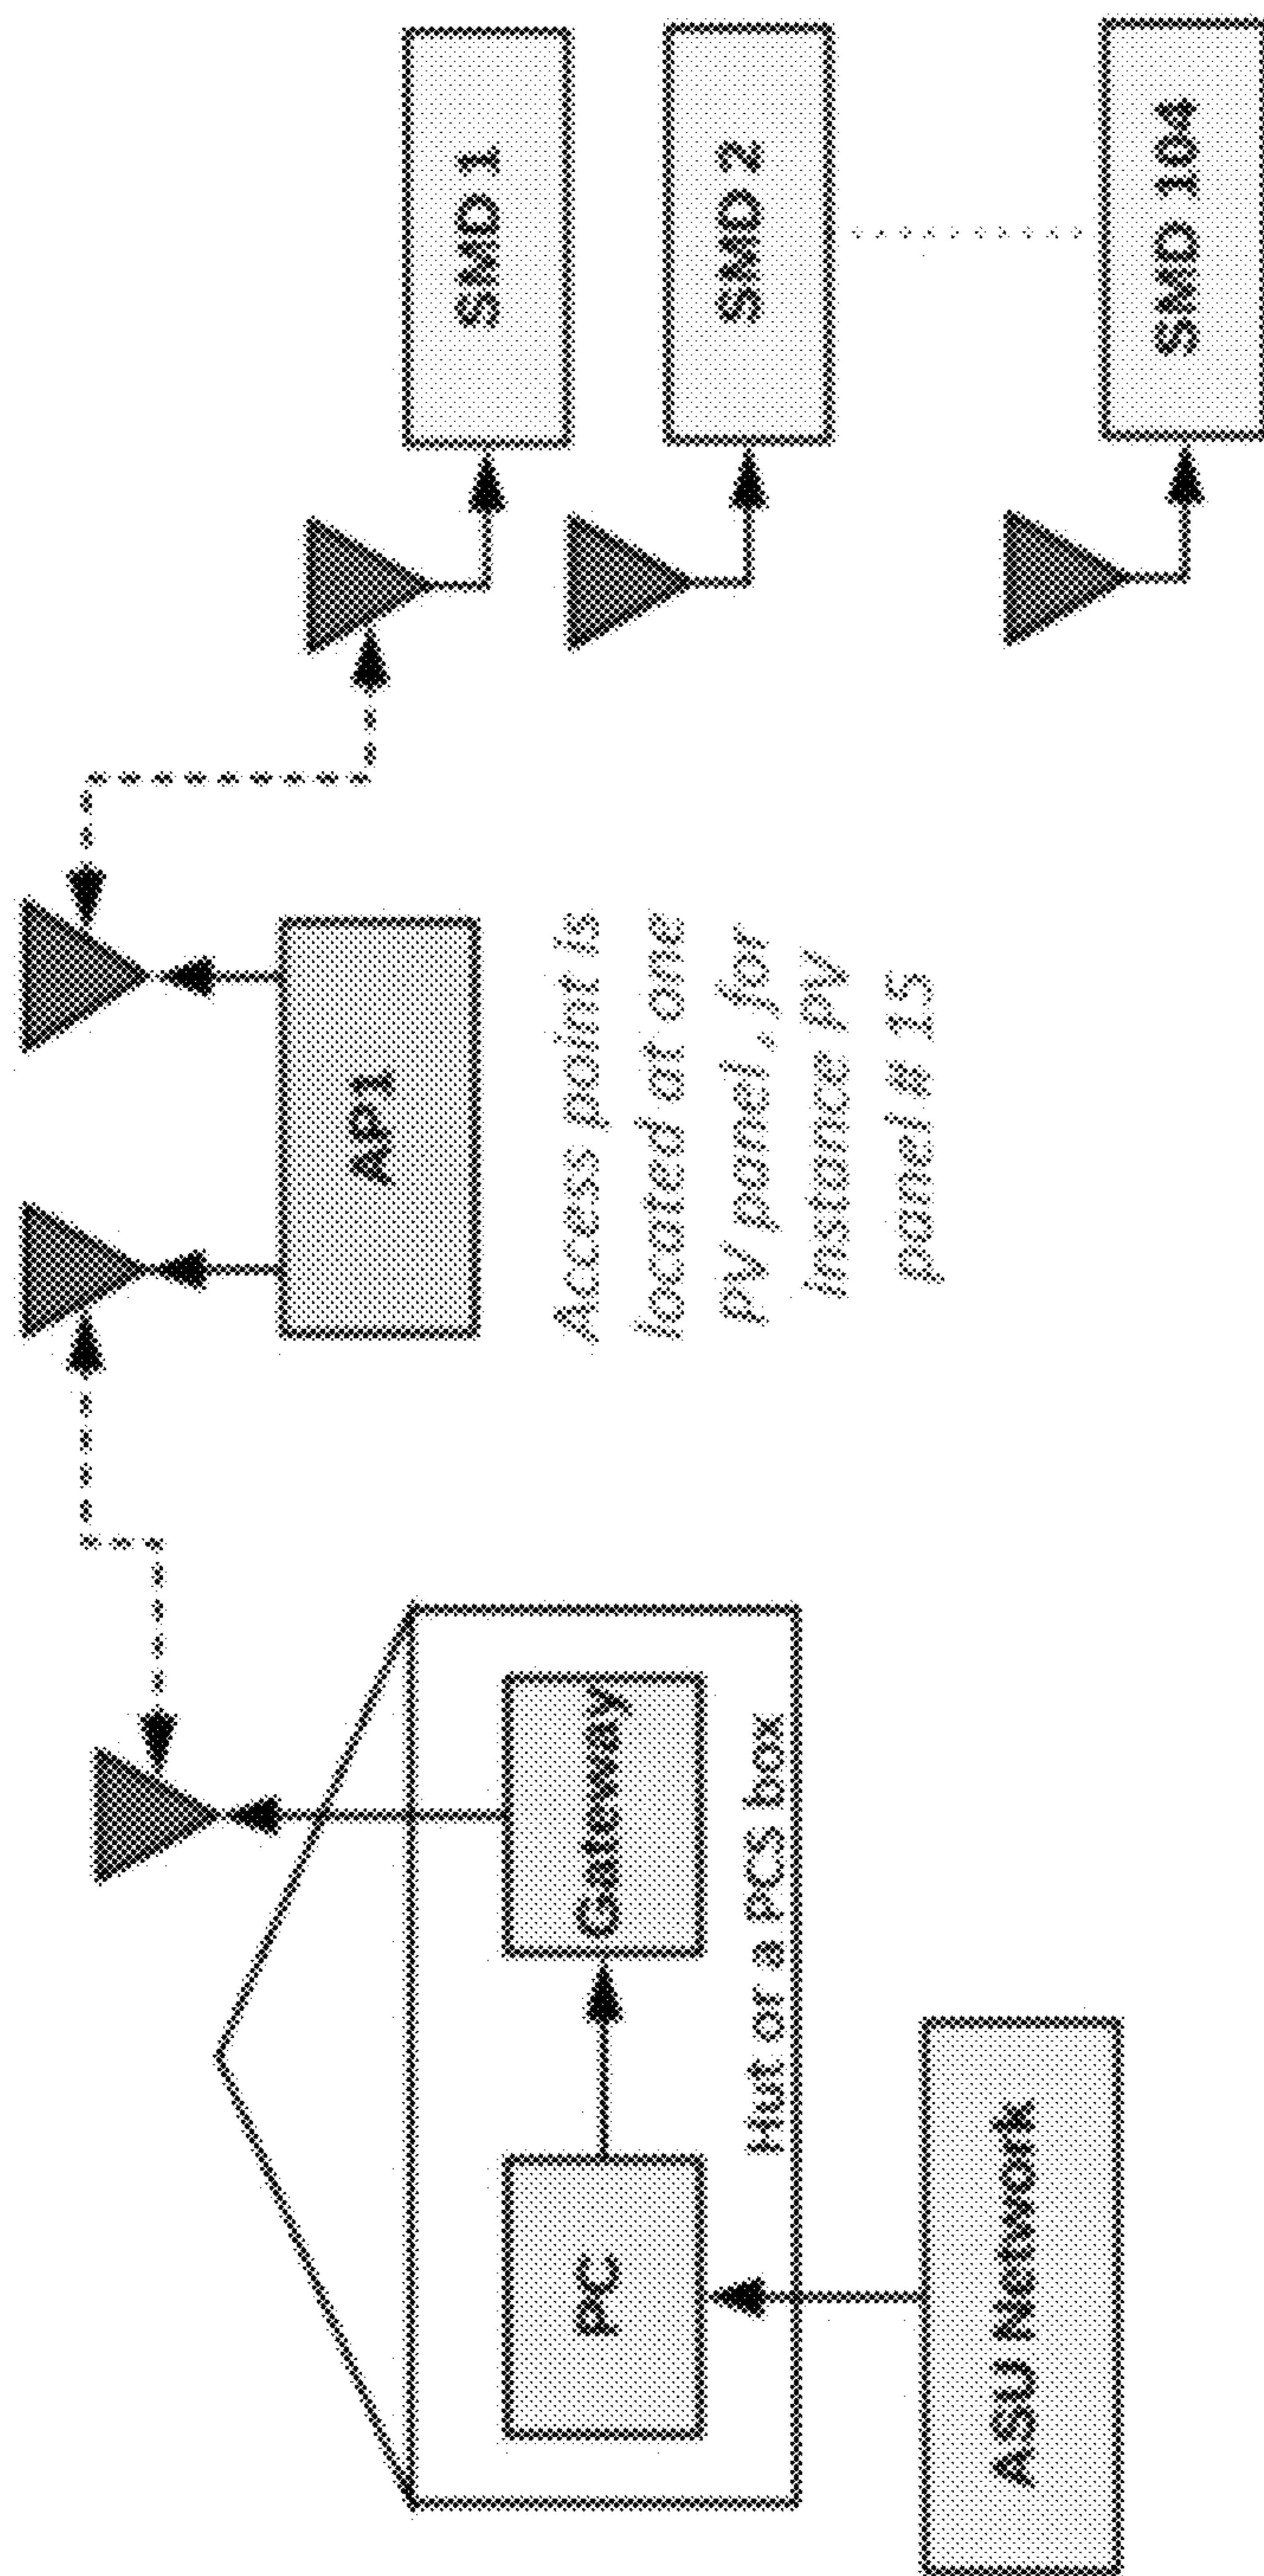 SMD 1
SMD 2
SMD 104
AP1
Access point is
located at one
PV panel, for
instance PV
panel # 15
Gateway
PC
Hut or a PCS box
ASU Network